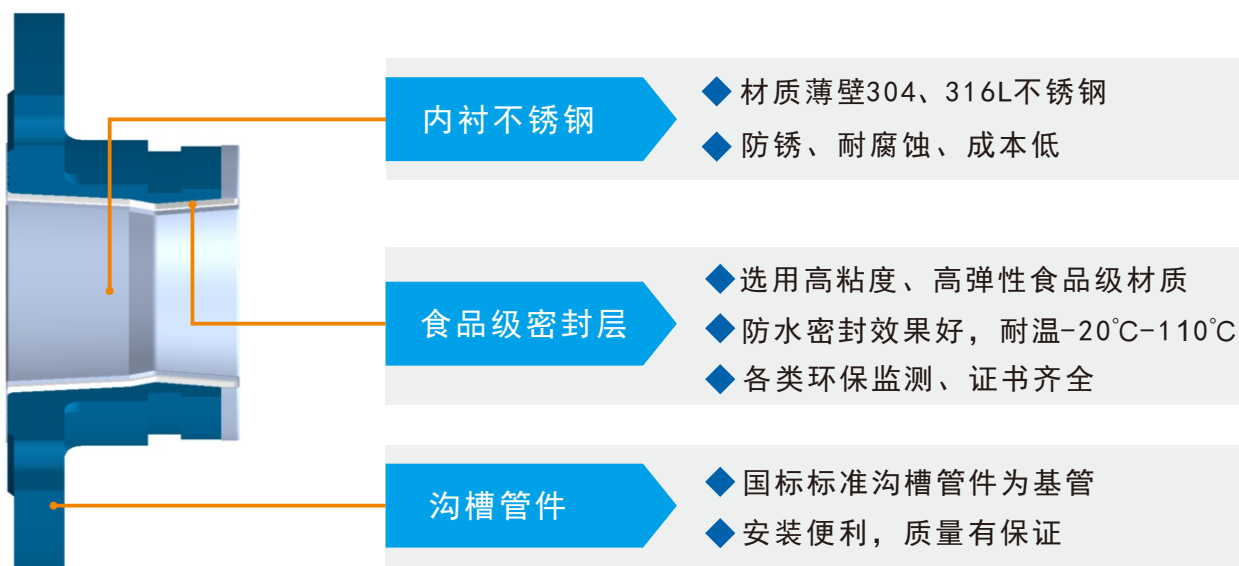 内衬不锈钢
材质薄壁304、316L不锈钢
防锈、耐腐蚀、成本低
食品级密封层
选用高粘度、高弹性食品级材质
防水密封效果好，耐温-20℃-110℃
各类环保监测、证书齐全
沟槽管件
国标标准沟槽管件为基管
安装便利，质量有保证